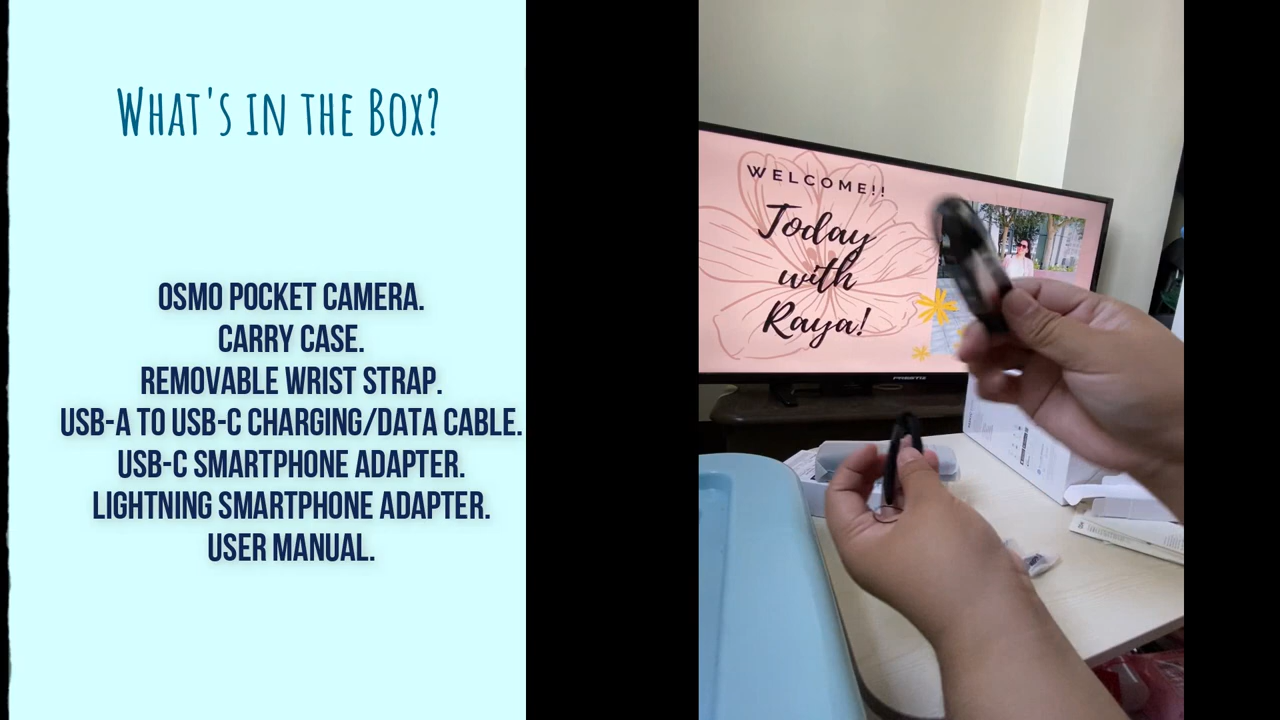 What's in the Box?
OSMO POCKET CAMERA.
CARRY CASE.
REMOVABLE WRIST STRAP.
USB-A TO USB-C CHARGING/DATA CABLE.
USB-C SMARTPHONE ADAPTER.
LIGHTNING SMARTPHONE ADAPTER.
USER MANUAL.
WELCOME!!
Today
with
Raya!
PRESTIZ